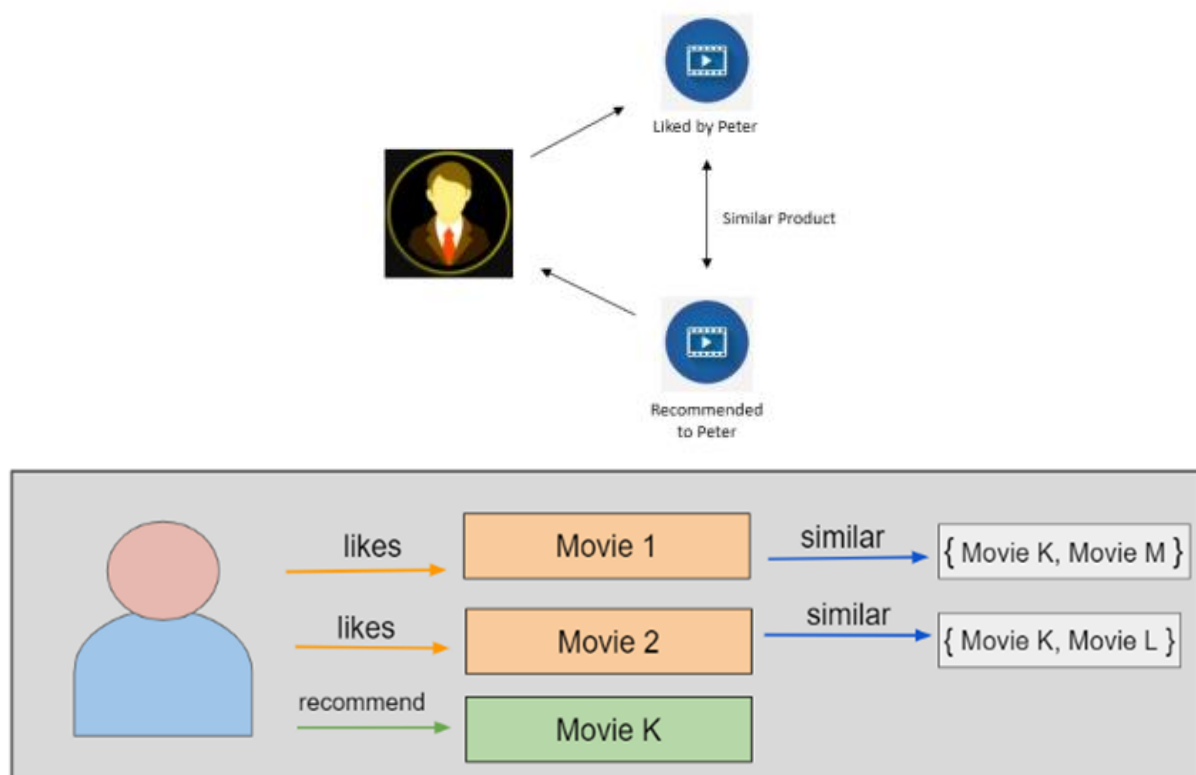 Liked by Peter
Similar Product
Recommended
to Peter
likes
Movie 1
similar
{ Movie K, Movie M }
likes
Movie 2
similar
{ Movie K, Movie L }
recommend
Movie K